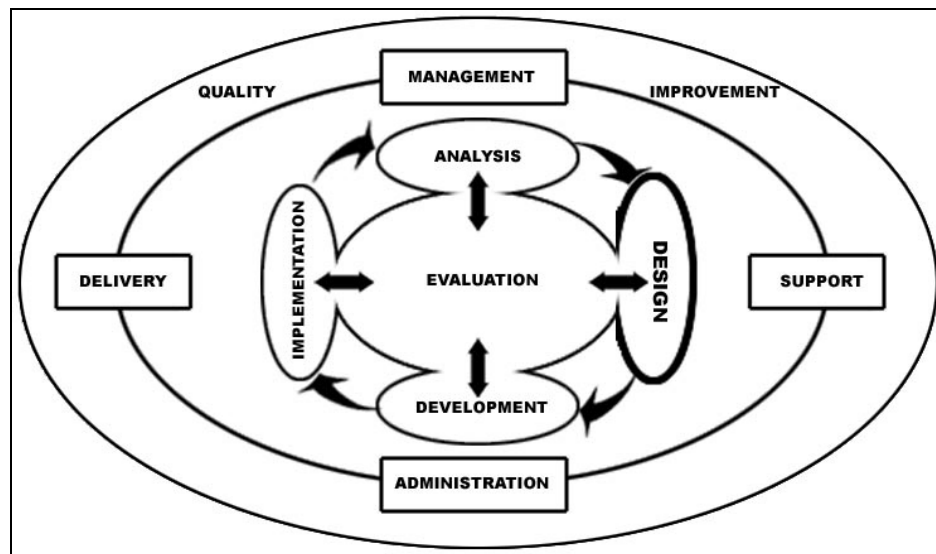 MANAGEMENT
QUALITY
IMPROVEMENT
ANALYSIS
IMPLEMENTATION
DESIGN
DELIVERY
EVALUATION
SUPPORT
DEVELOPMENT
ADMINISTRATION